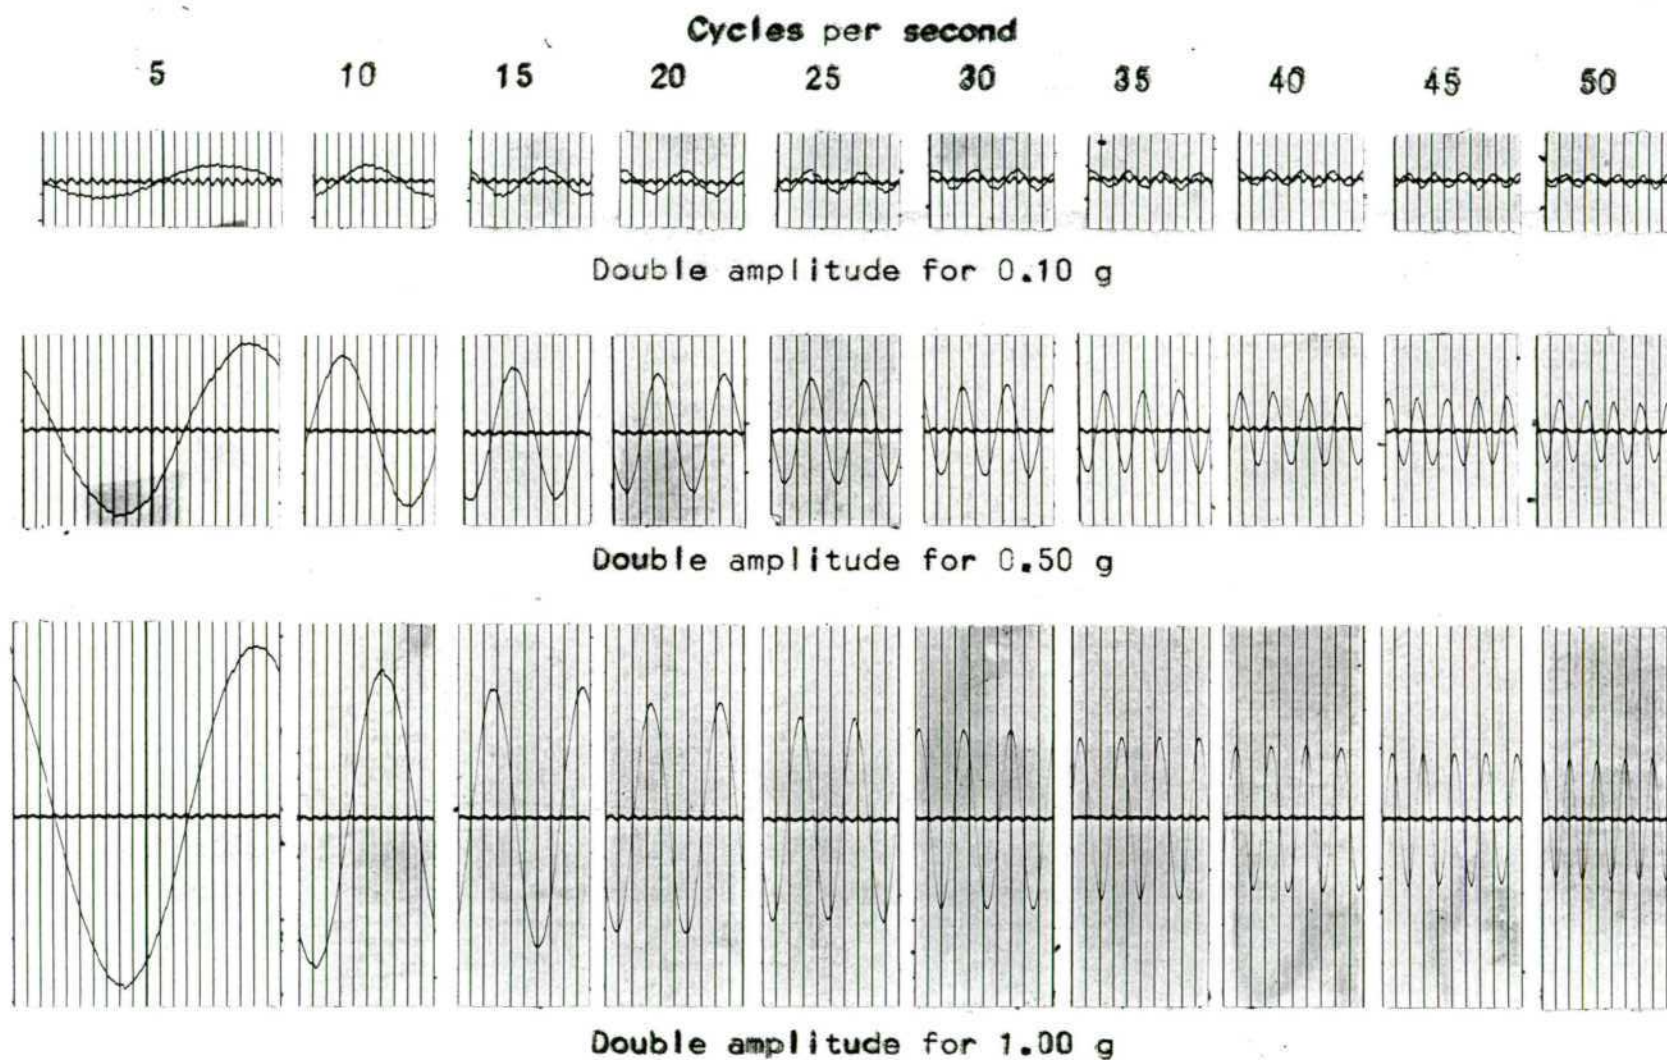 Cycles per second
5 10 15 20 25 30 35 40 45 50
Double amplitude for 0.10 g
Double amplitude for 0.50 g
Double amplitude for 1.00 g